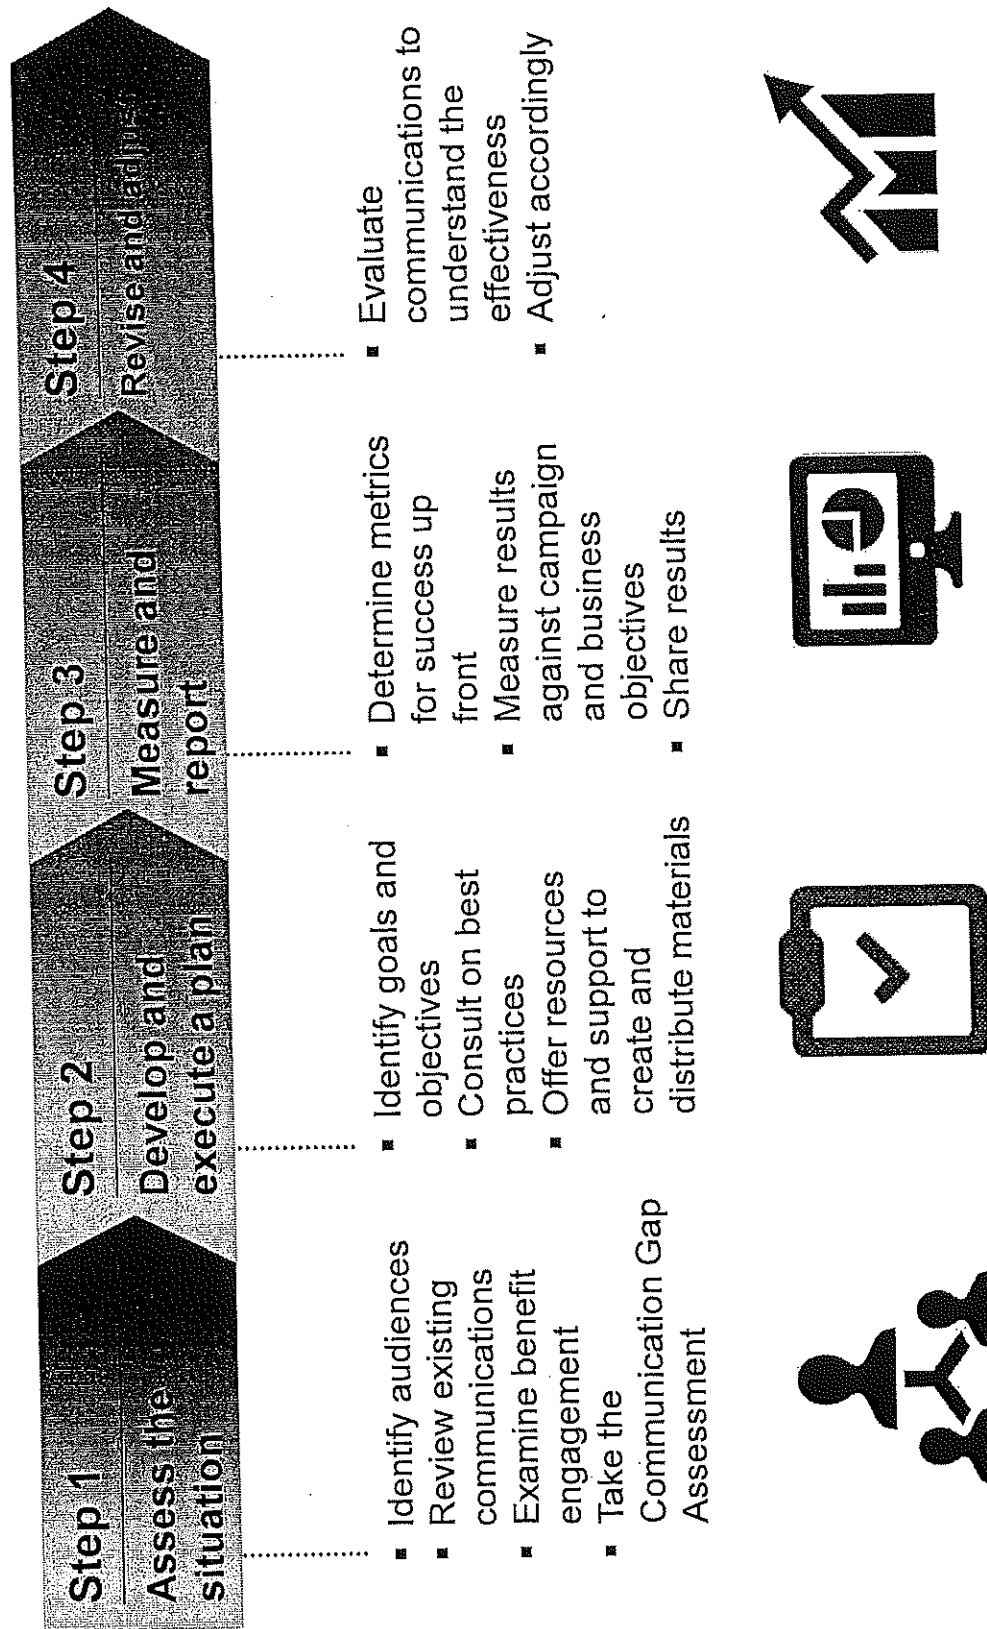 Step 1
Assess the
situation
Step 2
Develop and
execute a plan
Step 3
Measure and
report
Step 4
Revise and adjust
▪ Identify audiences
▪ Review existing
communications
▪ Examine benefit
engagement
▪ Take the
Communication Gap
Assessment
▪ Identify goals and
objectives
▪ Consult on best
practices
▪ Offer resources
and support to
create and
distribute materials
▪ Determine metrics
for success up
front
▪ Measure results
against campaign
and business
objectives
▪ Share results
▪ Evaluate
communications to
understand the
effectiveness
▪ Adjust accordingly